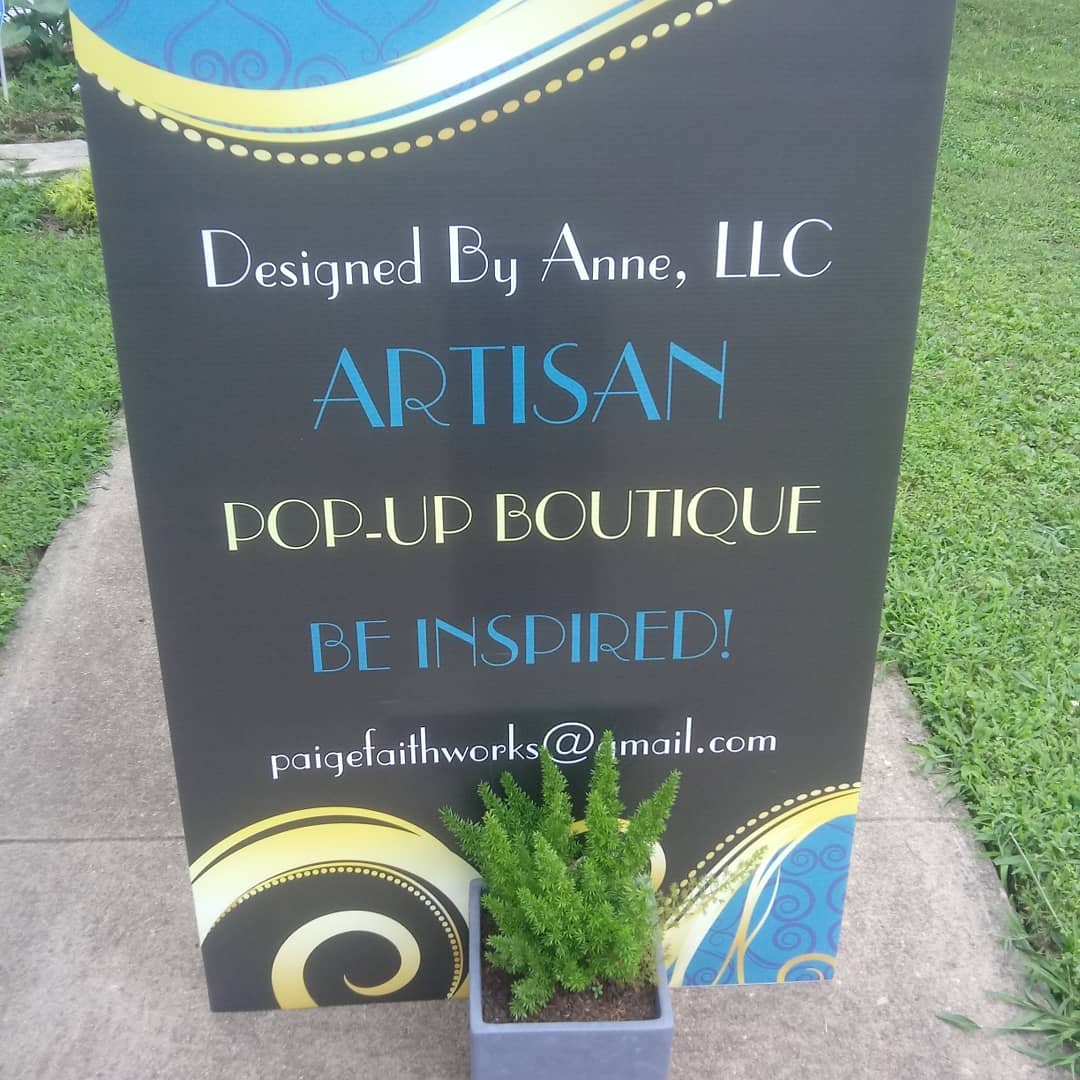 Designed By Anne, LLC
ARTISAN
POP-UP BOUTIQUE
BE INSPIRED!
paigefaithworks@gmail.com